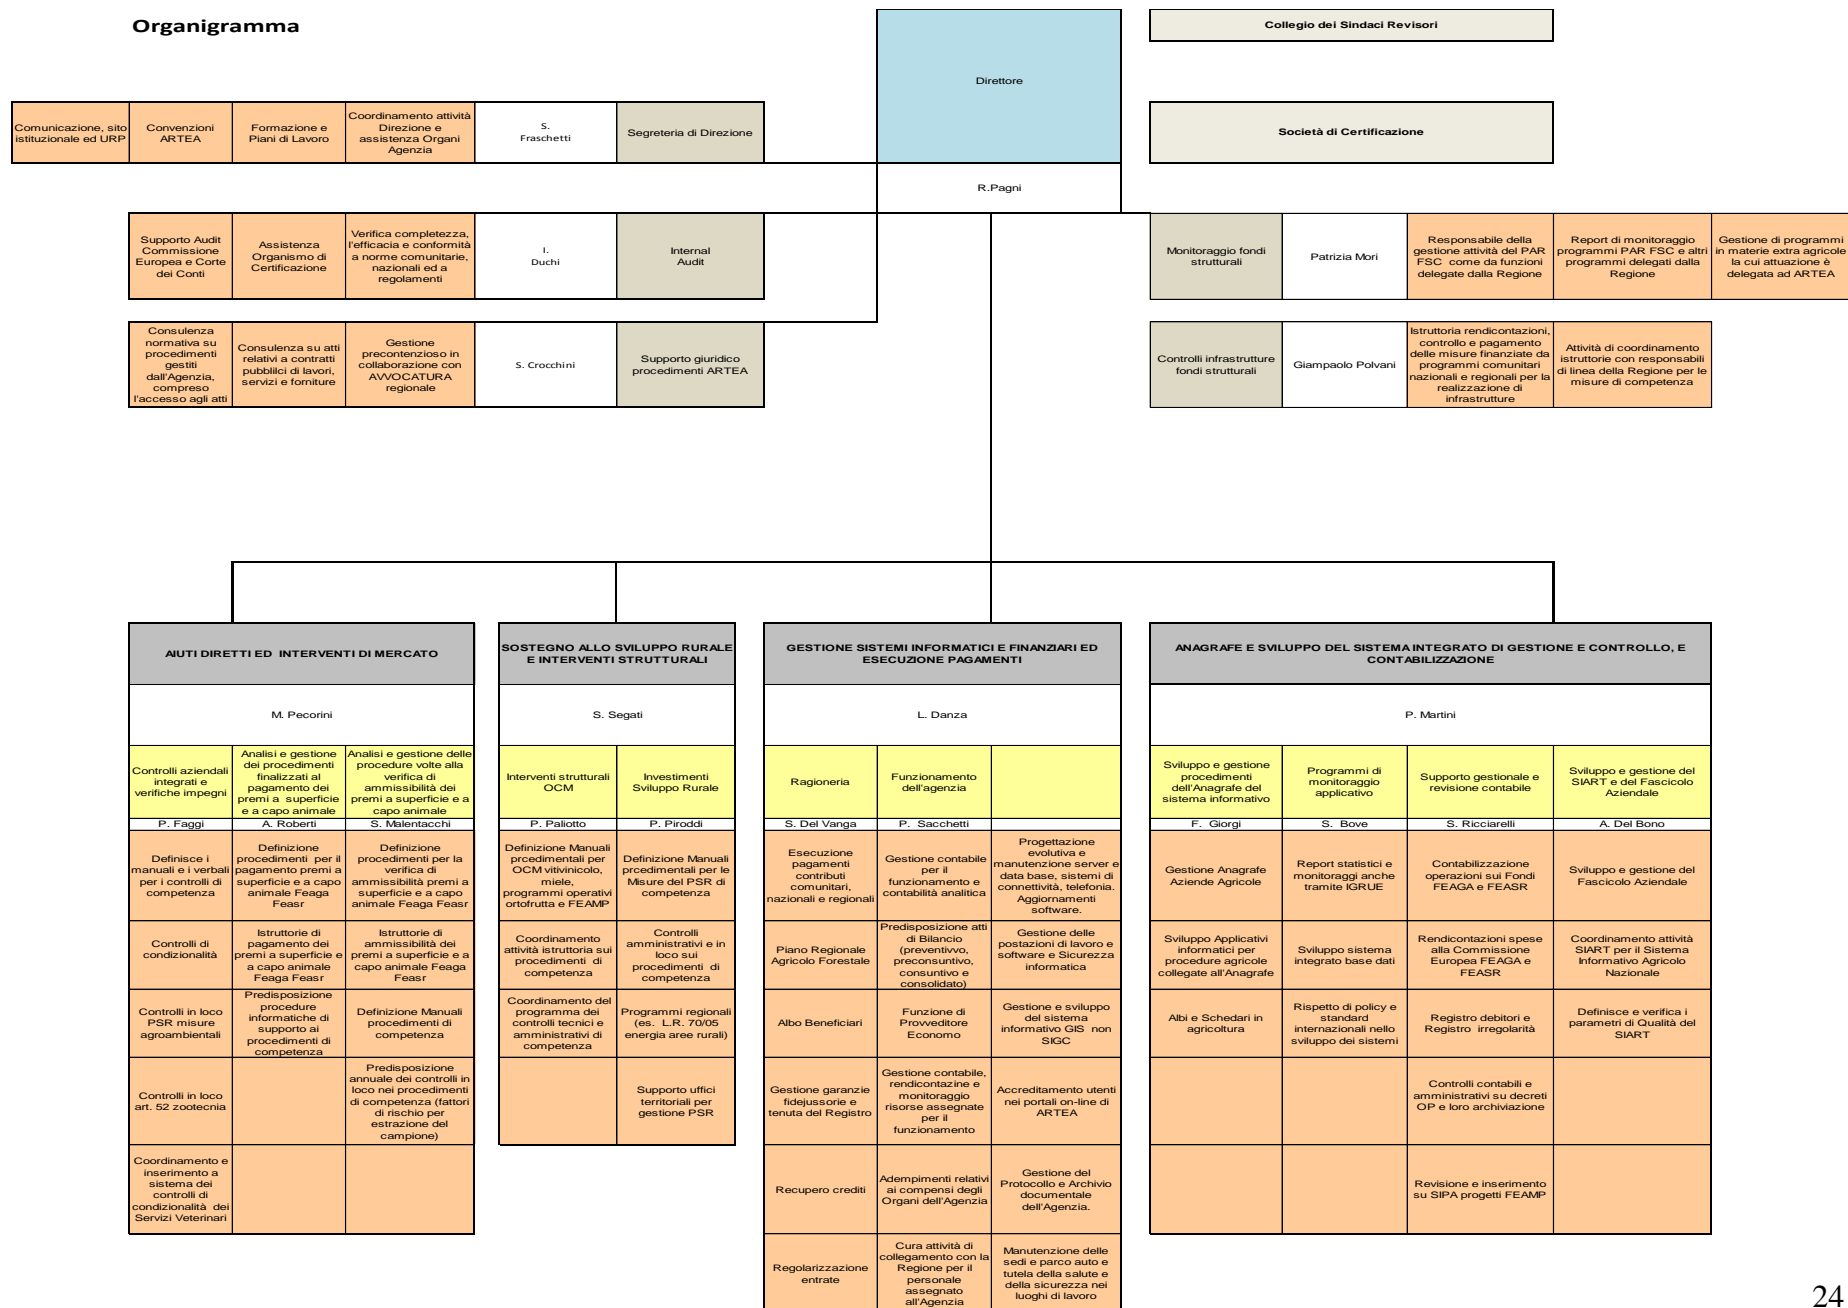 Organigramma
Direttore
R.Pagni
Collegio dei Sindaci Revisori
Società di Certificazione
Comunicazione, sito
istituzionale ed URP
Convenzioni
ARTEA
Formazione e
Piani di Lavoro
Coordinamento attività
Direzione e
assistenza Organi
Agenzia
S.
Fraschetti
Segreteria di Direzione
Supporto Audit
Commissione
Europea e Corte
dei Conti
Assistenza
Organismo di
Certificazione
Verifica completezza,
l'efficacia e conformità
a norme comunitarie,
nazionali ed a
regolamenti
I.
Duchi
Internal
Audit
Monitoraggio fondi
strutturali
Patrizia Mori
Responsabile della
gestione attività del PAR
FSC come da funzioni
delegate dalla Regione
Report di monitoraggio
programmi PAR FSC e altri
programmi delegati dalla
Regione
Gestione di programmi
in materie extra agricole
la cui attuazione è
delegata ad ARTEA
Consulenza
normativa su
procedimenti
gestiti
dall'Agenzia,
compreso
l'accesso agli atti
Consulenza su atti
relativi a contratti
pubblilci di lavori,
servizi e forniture
Gestione
precontenzioso in
collaborazione con
AVVOCATURA
regionale
S. Crocchini
Supporto giuridico
procedimenti ARTEA
Controlli infrastrutture
fondi strutturali
Giampaolo Polvani
Istruttoria rendicontazioni,
controllo e pagamento
delle misure finanziate da
programmi comunitari
nazionali e regionali per la
realizzazione di
infrastrutture
Attività di coordinamento
istruttorie con responsabili
di linea della Regione per le
misure di competenza
AIUTI DIRETTI ED INTERVENTI DI MERCATO
M. Pecorini
Controlli aziendali
integrati e
verifiche impegni
Analisi e gestione
dei procedimenti
finalizzati al
pagamento dei
premi a superficie
e a capo animale
Analisi e gestione delle
procedure volte alla
verifica di
ammissibilità dei
premi a superficie e a
capo animale
P. Faggi
A. Roberti
S. Malentacchi
Definisce i
manuali e i verbali
per i controlli di
competenza
Definizione
procedimenti per il
pagamento premi a
superficie e a capo
animale Feaga
Feasr
Definizione
procedimenti per la
verifica di
ammissibilità premi a
superficie e a capo
animale Feaga Feasr
Controlli di
condizionalità
Istruttorie di
pagamento dei
premi a superficie e
a capo animale
Feaga Feasr
Istruttorie di
ammissibilità dei
premi a superficie e a
capo animale Feaga
Feasr
Controlli in loco
PSR misure
agroambientali
Predisposizione
procedure
informatiche di
supporto ai
procedimenti di
competenza
Definizione Manuali
procedimenti di
competenza
Controlli in loco
art. 52 zootecnia
Predisposizione
annuale dei controlli in
loco nei procedimenti
di competenza (fattori
di rischio per
estrazione del
campione)
Coordinamento e
inserimento a
sistema dei
controlli di
condizionalità dei
Servizi Veterinari
SOSTEGNO ALLO SVILUPPO RURALE
E INTERVENTI STRUTTURALI
S. Segati
Interventi strutturali
OCM
Investimenti
Sviluppo Rurale
P. Paliotto
P. Piroddi
Definizione Manuali
prcedimentali per
OCM vitivinicolo,
miele,
programmi operativi
ortofrutta e FEAMP
Definizione Manuali
prcedimentali per le
Misure del PSR di
competenza
Coordinamento
attività istruttoria sui
procedimenti di
competenza
Controlli
amministrativi e in
loco sui
procedimenti di
competenza
Coordinamento del
programma dei
controlli tecnici e
amministrativi di
competenza
Programmi regionali
(es. L.R. 70/05
energia aree rurali)
Supporto uffici
territoriali per
gestione PSR
GESTIONE SISTEMI INFORMATICI E FINANZIARI ED
ESECUZIONE PAGAMENTI
L. Danza
Ragioneria
Funzionamento
dell'agenzia
S. Del Vanga
P. Sacchetti
Esecuzione
pagamenti
contributi
comunitari,
nazionali e regionali
Gestione contabile
per il
funzionamento e
contabilità analitica
Progettazione
evolutiva e
manutenzione server e
data base, sistemi di
connettività, telefonia.
Aggiornamenti
software.
Piano Regionale
Agricolo Forestale
Predisposizione atti
di Bilancio
(preventivvo,
preconsuntivo,
consuntivo e
consolidato)
Gestione delle
postazioni di lavoro e
software e Sicurezza
informatica
Albo Beneficiari
Funzione di
Provveditore
Economo
Gestione e sviluppo
del sistema
informativo GIS non
SIGC
Gestione garanzie
fidejussorie e
tenuta del Registro
Gestione contabile,
rendicontazine e
monitoraggio
risorse assegnate
per il
funzionamento
Accreditamento utenti
nei portali on-line di
ARTEA
Recupero crediti
Adempimenti relativi
ai compensi degli
Organi dell'Agenzia
Gestione del
Protocollo e Archivio
documentale
dell'Agenzia.
Regolarizzazione
entrate
Cura attività di
collegamento con la
Regione per il
personale
assegnato
all'Agenzia
Manutenzione delle
sedi e parco auto e
tutela della salute e
della sicurezza nei
luoghi di lavoro
ANAGRAFE E SVILUPPO DEL SISTEMA INTEGRATO DI GESTIONE E CONTROLLO, E
CONTABILIZZAZIONE
P. Martini
Sviluppo e gestione
procedimenti
dell'Anagrafe del
sistema informativo
Programmi di
monitoraggio
applicativo
Supporto gestionale e
revisione contabile
Sviluppo e gestione del
SIART e del Fascicolo
Aziendale
F. Giorgi
S. Bove
S. Ricciarelli
A. Del Bono
Gestione Anagrafe
Aziende Agricole
Report statistici e
monitoraggi anche
tramite IGRUE
Contabilizzazione
operazioni sui Fondi
FEAGA e FEASR
Sviluppo e gestione del
Fascicolo Aziendale
Sviluppo Applicativi
informatici per
procedure agricole
collegate all'Anagrafe
Sviluppo sistema
integrato base dati
Rendicontazioni spese
alla Commissione
Europea FEAGA e
FEASR
Coordinamento attività
SIART per il Sistema
Informativo Agricolo
Nazionale
Albi e Schedari in
agricoltura
Rispetto di policy e
standard
internazionali nello
sviluppo dei sistemi
Registro debitori e
Registro irregolarità
Definisce e verifica i
parametri di Qualità del
SIART
Controlli contabili e
amministrativi su decreti
OP e loro archiviazione
Revisione e inserimento
su SIPA progetti FEAMP
24